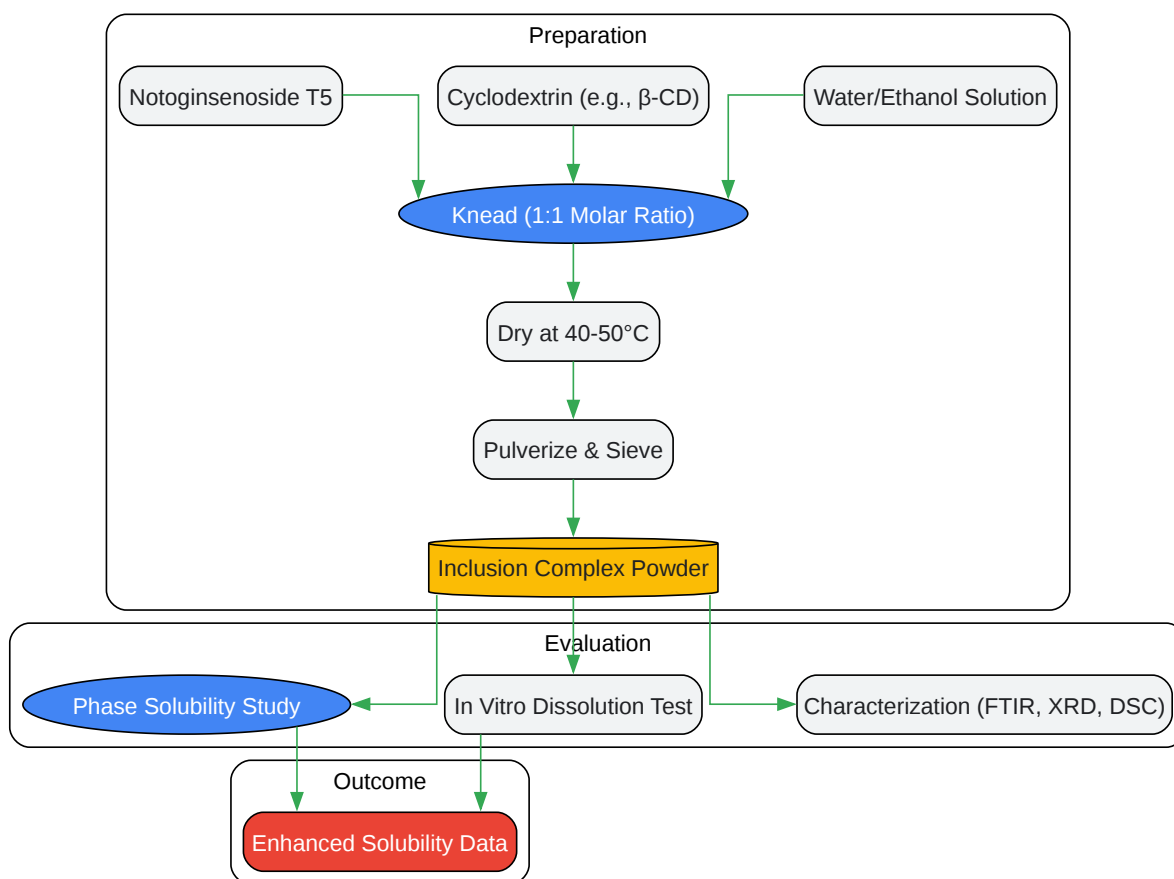 Preparation
Notoginsenoside T5
Cyclodextrin (e.g., β-CD)
Water/Ethanol Solution
Knead (1:1 Molar Ratio)
Dry at 40-50°C
Pulverize & Sieve
Inclusion Complex Powder
Evaluation
Phase Solubility Study
In Vitro Dissolution Test
Characterization (FTIR, XRD, DSC)
Outcome
Enhanced Solubility Data